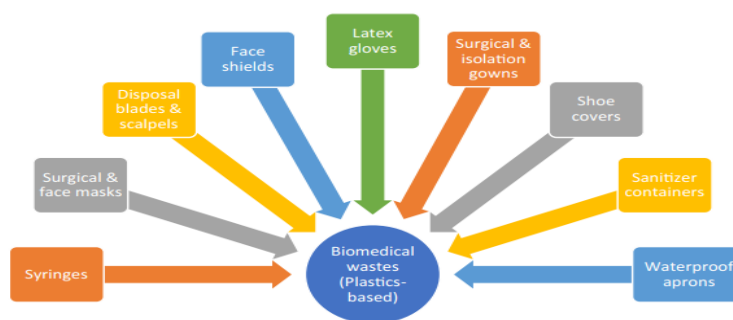 Latex
gloves
Face
shields
Surgical &
isolation gowns
Disposal
blades &
scalpels
Shoe
covers
Surgical &
face masks
Sanitizer
containers
Biomedical
wastes
(Plastics-
based)
Syringes
Waterproof
aprons